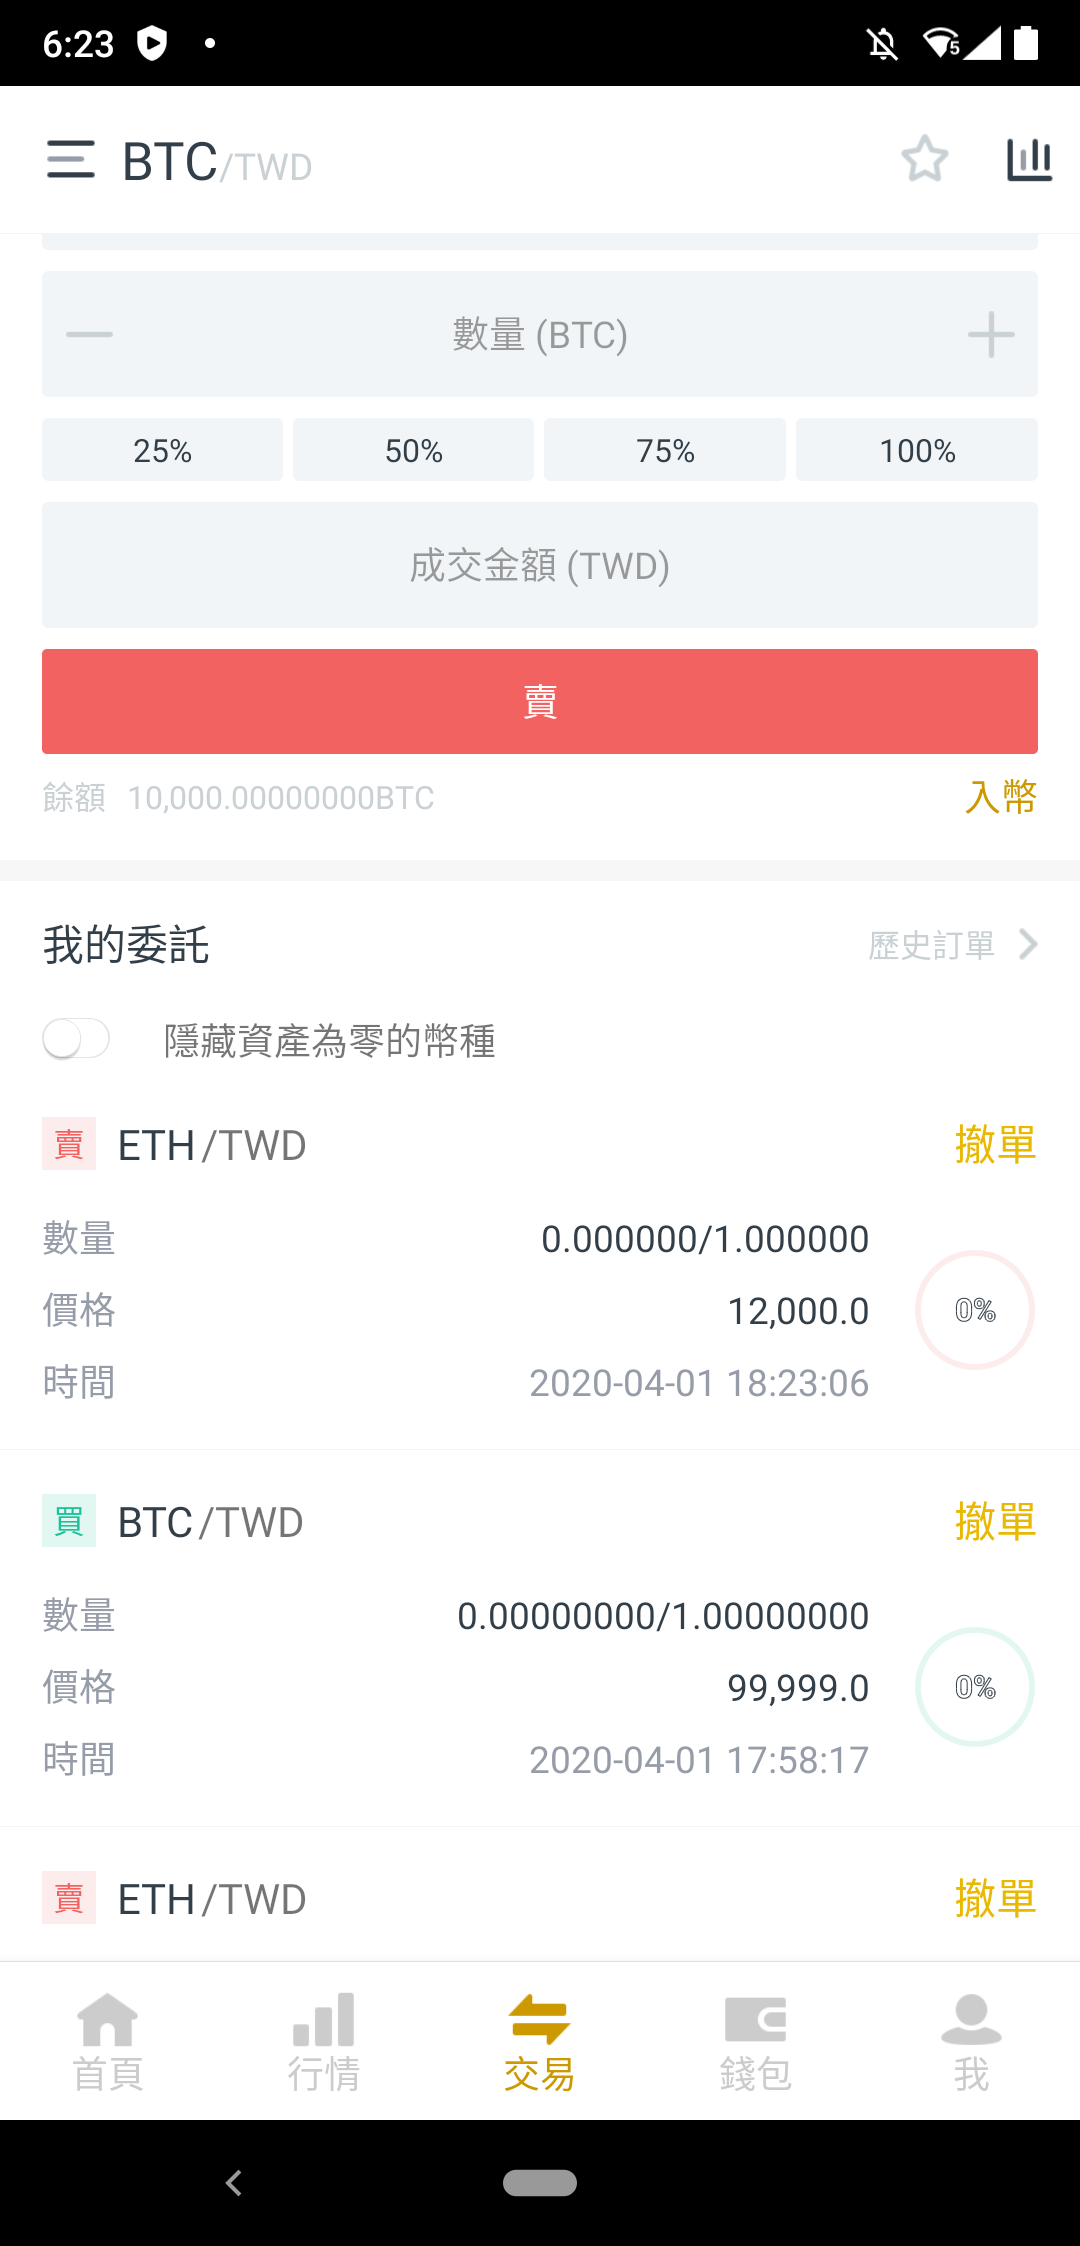 6:23
5
BTC/TWD
數量 (BTC)
25% 50% 75% 100%
成交金額 (TWD)
賣
餘額 10,000.00000000BTC 入幣
我的委託 歷史訂單
隱藏資產為零的幣種
賣 ETH/TWD 撤單
數量 0.000000/1.000000
價格 12,000.0
0%
時間 2020-04-01 18:23:06
買 BTC/TWD 撤單
數量 0.00000000/1.00000000
價格 99,999.0
0%
時間 2020-04-01 17:58:17
賣 ETH/TWD 撤單
首頁 行情 交易 錢包 我